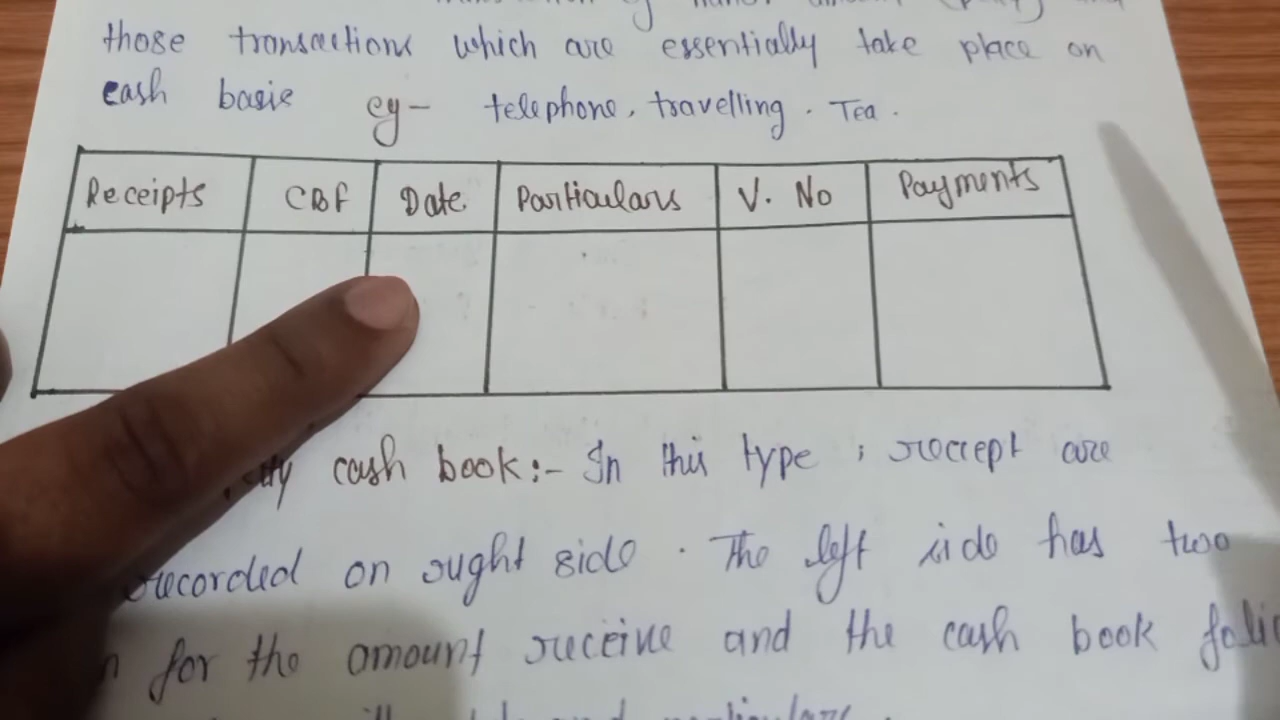 those transactions which are essentially take place on
cash basis eg- telephone, travelling. Tea.
Receipts CBF Date Particulars V. No Payments
cash book:- In this type ; reccept are
recorded on right side. The left side has two
for the amount receive and the cash book folio